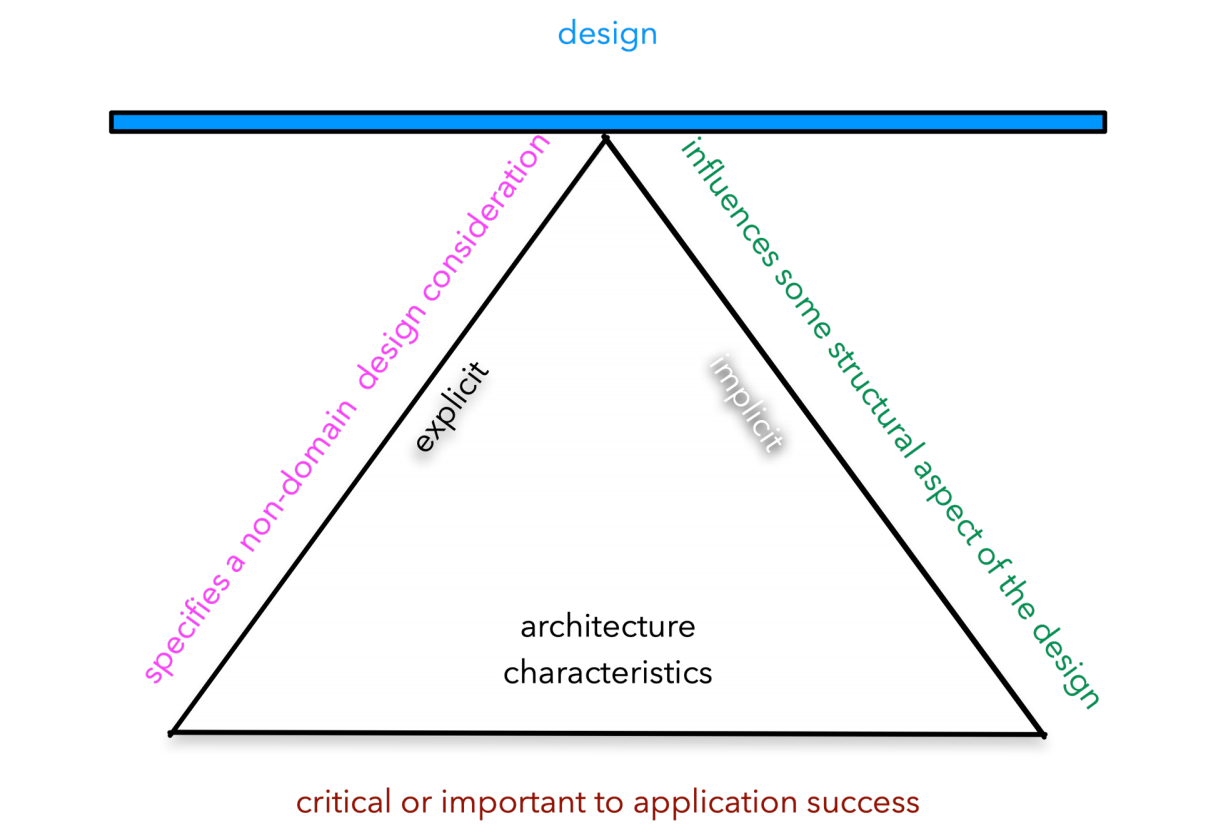 design
specifies a non-domain design consideration
influences some structural aspect of the design
explicit
implicit
architecture
characteristics
critical or important to application success